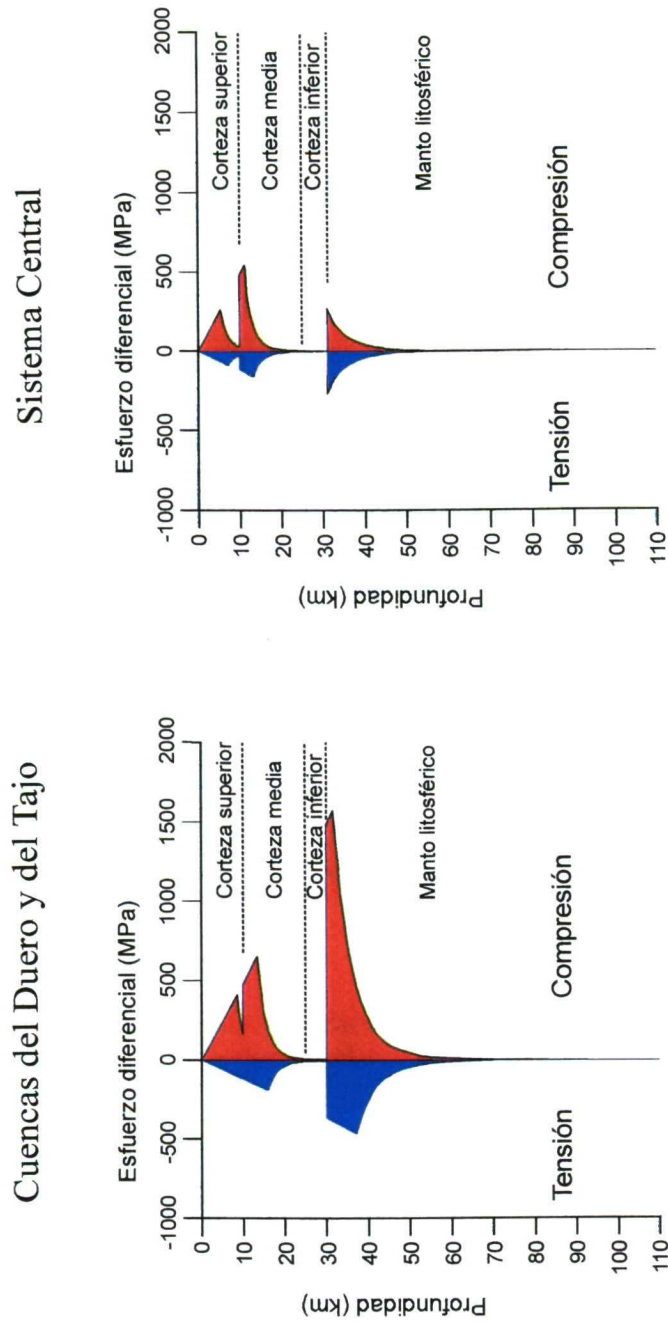 Cuencas del Duero y del Tajo
Esfuerzo diferencial (MPa)
-1000 -500 0 500 1000 1500 2000
Profundidad (km)
0
10
20
30
40
50
60
70
80
90
100
110
Corteza superior
Corteza media
Corteza inferior
Manto litosférico
Tensión
Compresión
Sistema Central
Esfuerzo diferencial (MPa)
-1000 -500 0 500 1000 1500 2000
Profundidad (km)
0
10
20
30
40
50
60
70
80
90
100
110
Corteza superior
Corteza media
Corteza inferior
Manto litosférico
Tensión
Compresión